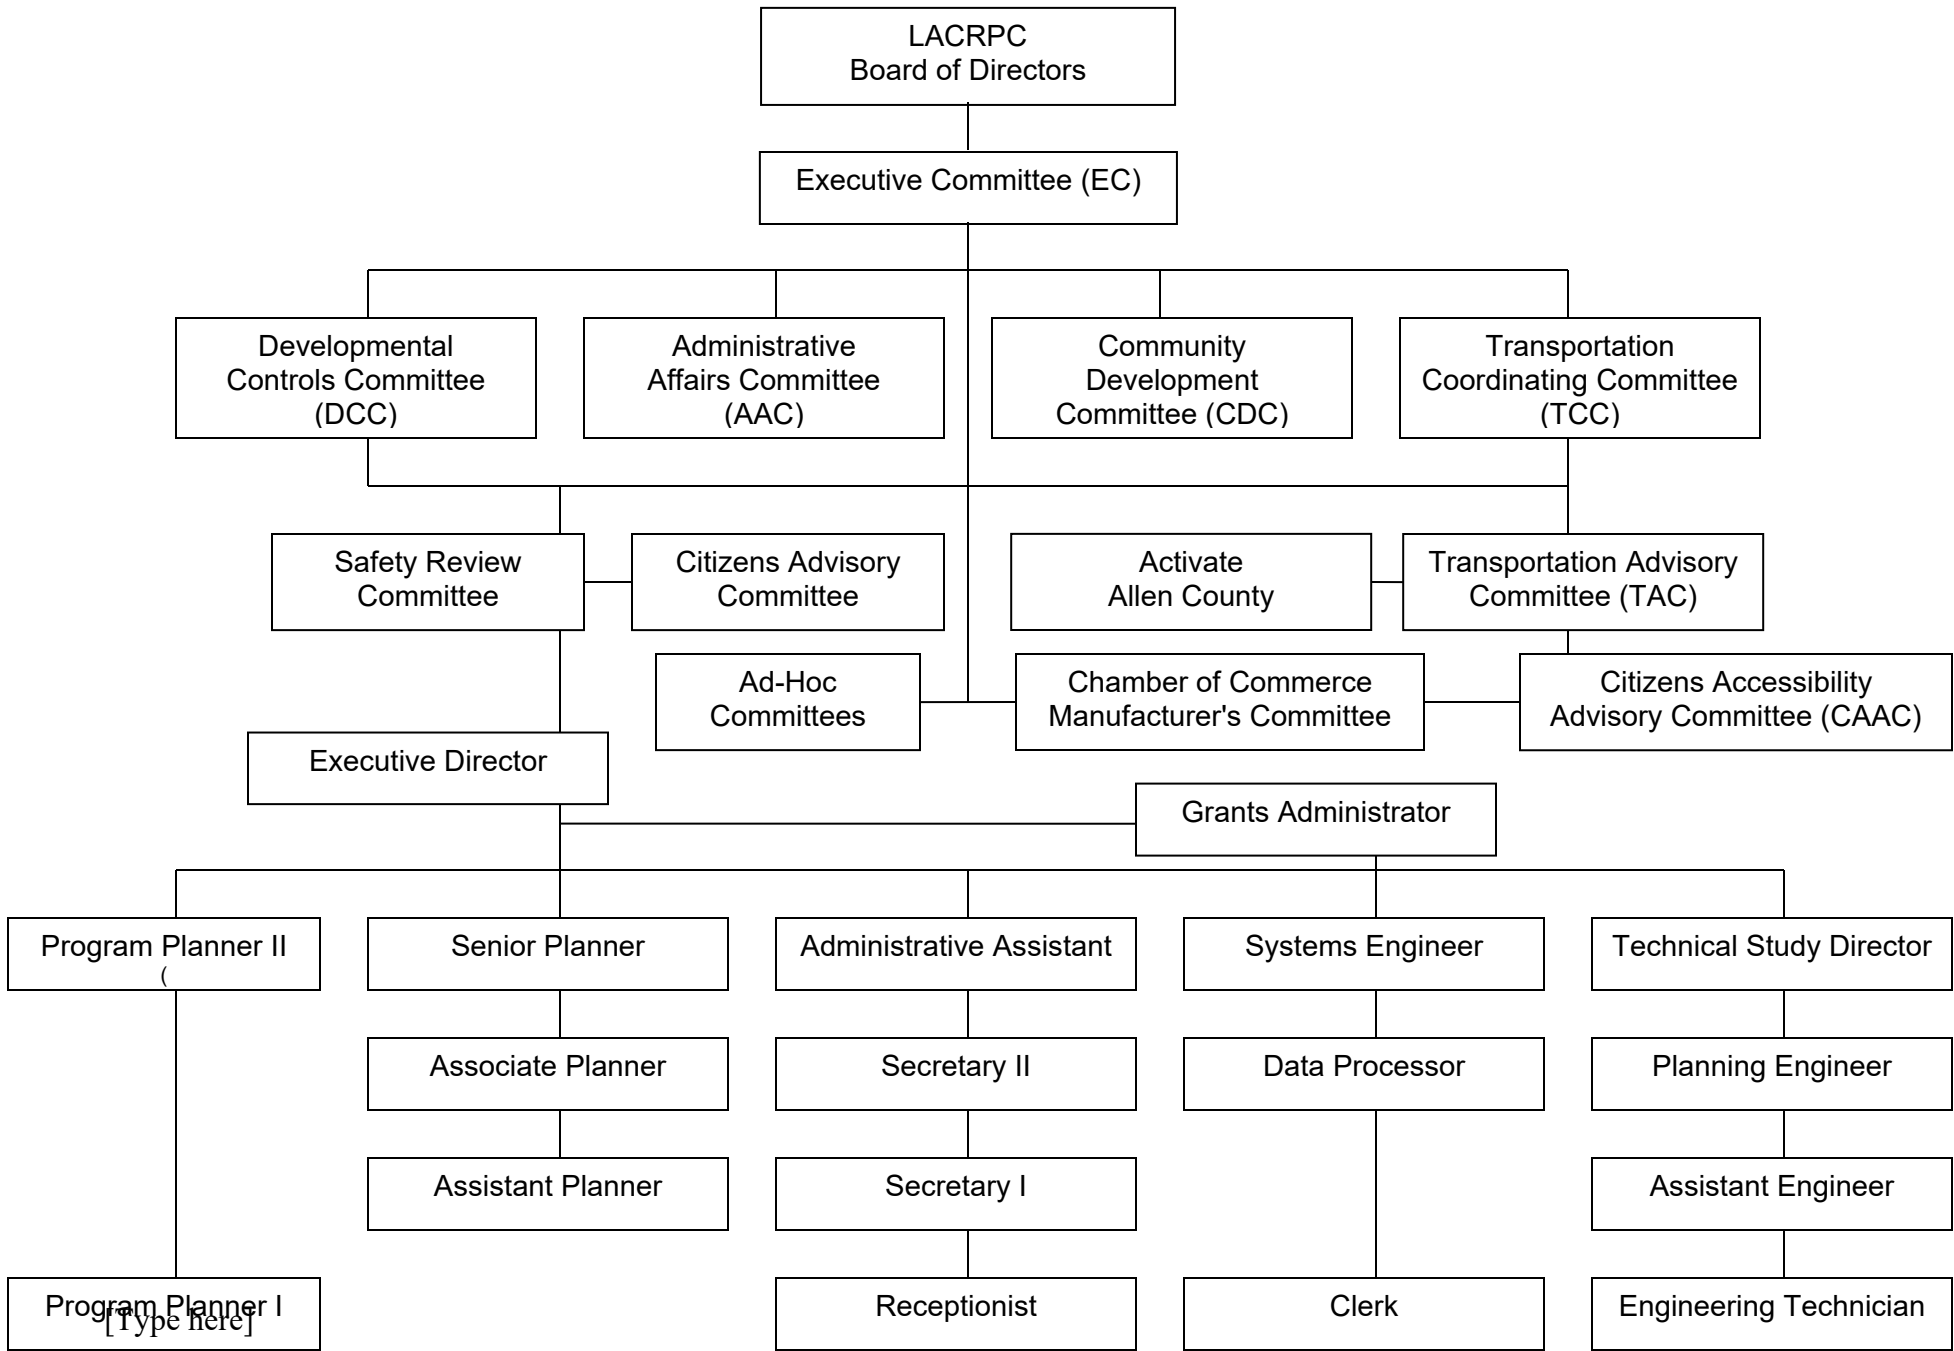 LACRPC
Board of Directors
Executive Committee (EC)
Developmental
Controls Committee
(DCC)
Administrative
Affairs Committee
(AAC)
Community
Development
Committee (CDC)
Transportation
Coordinating Committee
(TCC)
Safety Review
Committee
Citizens Advisory
Committee
Activate
Allen County
Transportation Advisory
Committee (TAC)
Ad-Hoc
Committees
Chamber of Commerce
Manufacturer's Committee
Citizens Accessibility
Advisory Committee (CAAC)
Executive Director
Grants Administrator
Program Planner II
(
Senior Planner
Administrative Assistant
Systems Engineer
Technical Study Director
Associate Planner
Secretary II
Data Processor
Planning Engineer
Assistant Planner
Secretary I
Assistant Engineer
Program Planner I
[Type here]
Receptionist
Clerk
Engineering Technician